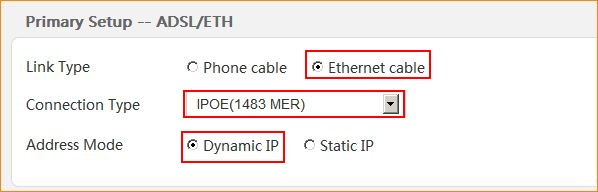 Primary Setup -- ADSL/ETH
Link Type Phone cable Ethernet cable
Connection Type IPOE(1483 MER)
Address Mode Dynamic IP Static IP